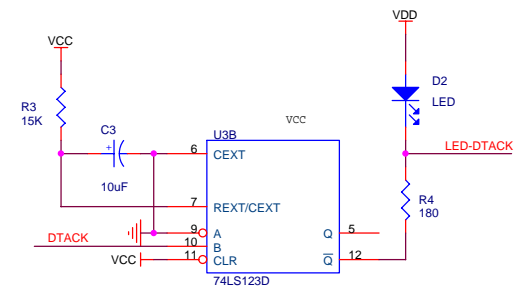 VDD
VCC
D2
LED
R3
15K
VCC
C3
U3B
+
6
CEXT
LED-DTACK
10uF
R4
180
7
REXT/CEXT
9
A
Q
5
DTACK
10
B
VCC
11
CLR
Q
12
74LS123D